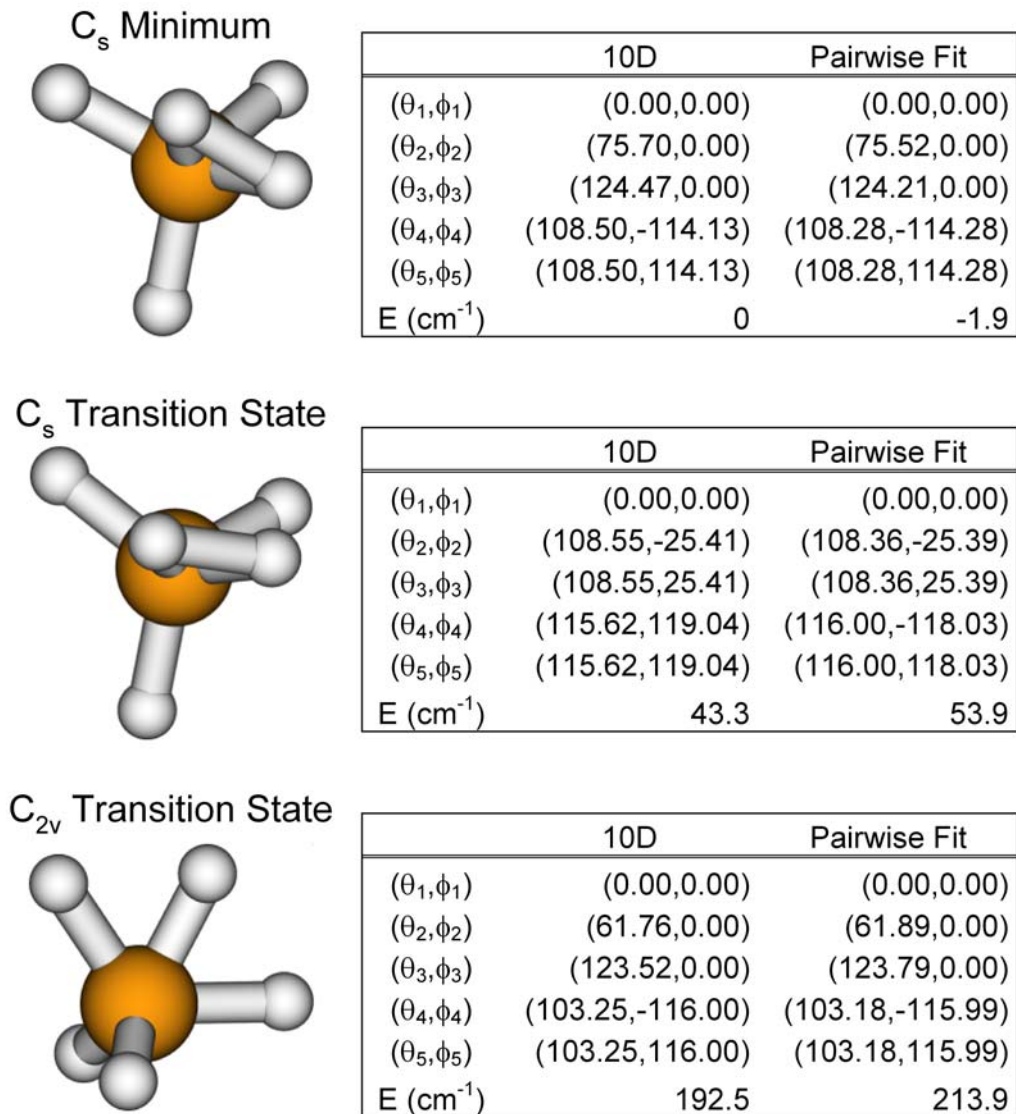 Cs Minimum
10D Pairwise Fit
(θ1,ϕ1) (0.00,0.00) (0.00,0.00)
(θ2,ϕ2) (75.70,0.00) (75.52,0.00)
(θ3,ϕ3) (124.47,0.00) (124.21,0.00)
(θ4,ϕ4) (108.50,-114.13) (108.28,-114.28)
(θ5,ϕ5) (108.50,114.13) (108.28,114.28)
E (cm-1) 0 -1.9
Cs Transition State
10D Pairwise Fit
(θ1,ϕ1) (0.00,0.00) (0.00,0.00)
(θ2,ϕ2) (108.55,-25.41) (108.36,-25.39)
(θ3,ϕ3) (108.55,25.41) (108.36,25.39)
(θ4,ϕ4) (115.62,119.04) (116.00,-118.03)
(θ5,ϕ5) (115.62,119.04) (116.00,118.03)
E (cm-1) 43.3 53.9
C2v Transition State
10D Pairwise Fit
(θ1,ϕ1) (0.00,0.00) (0.00,0.00)
(θ2,ϕ2) (61.76,0.00) (61.89,0.00)
(θ3,ϕ3) (123.52,0.00) (123.79,0.00)
(θ4,ϕ4) (103.25,-116.00) (103.18,-115.99)
(θ5,ϕ5) (103.25,116.00) (103.18,115.99)
E (cm-1) 192.5 213.9